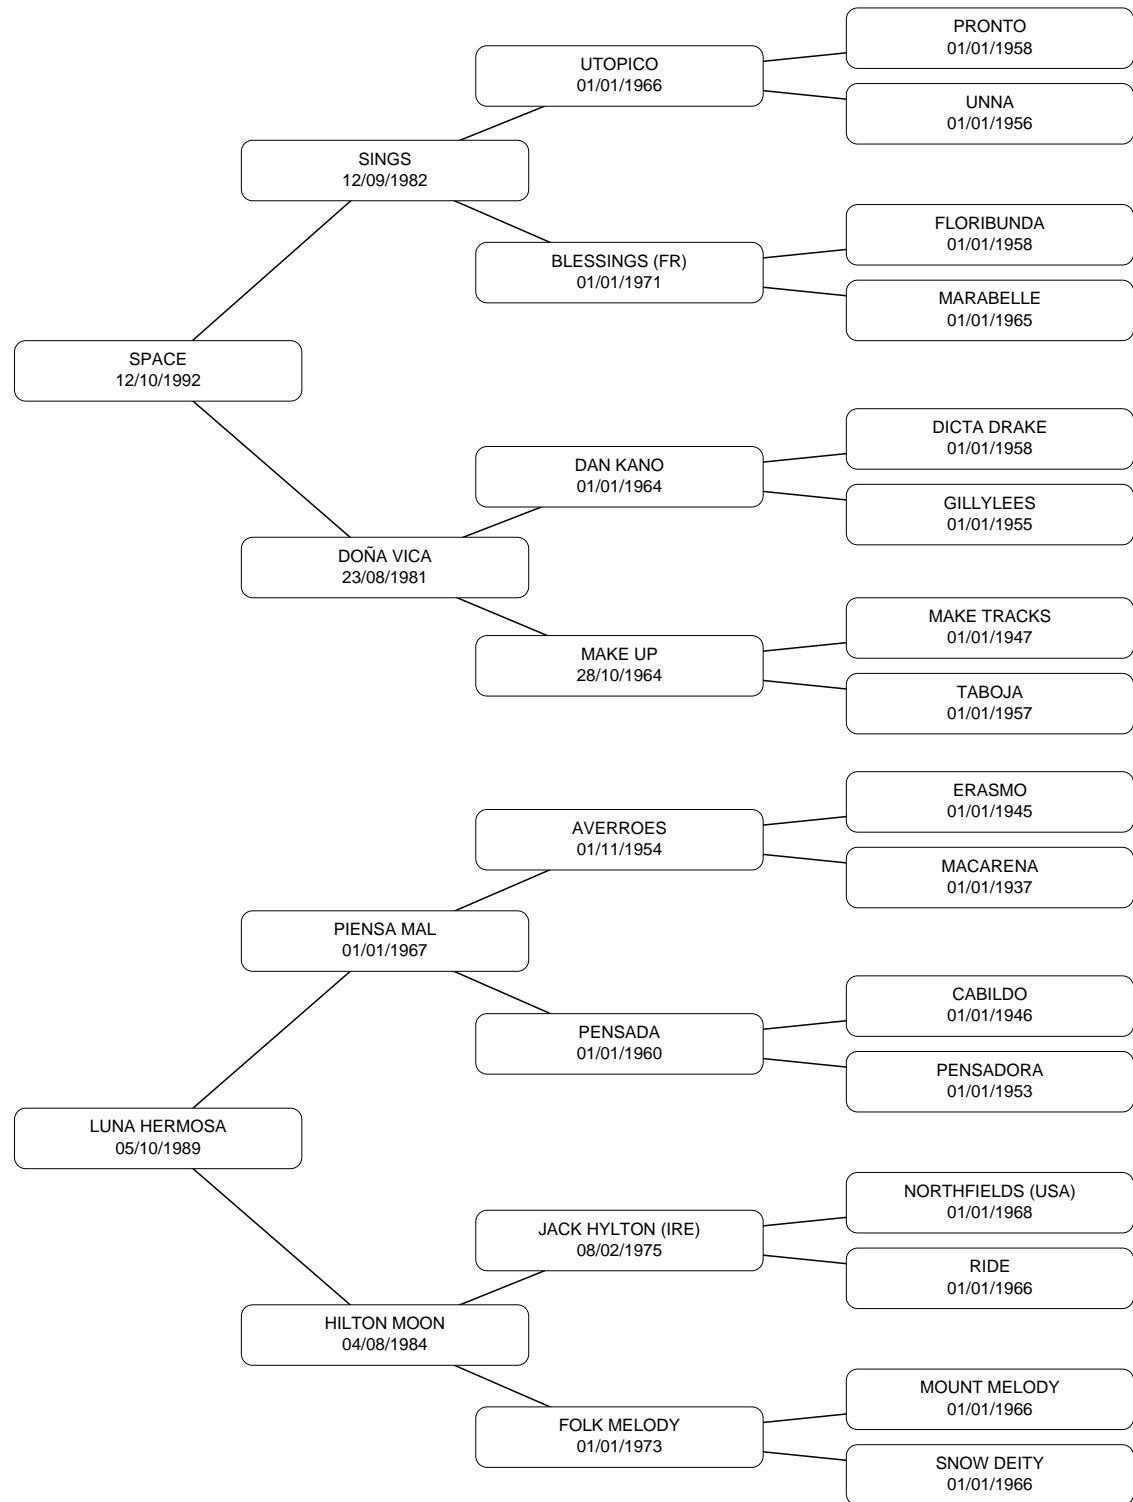 PRONTO
01/01/1958
UTOPICO
01/01/1966
UNNA
01/01/1956
SINGS
12/09/1982
FLORIBUNDA
01/01/1958
BLESSINGS (FR)
01/01/1971
MARABELLE
01/01/1965
SPACE
12/10/1992
DICTA DRAKE
01/01/1958
DAN KANO
01/01/1964
GILLYLEES
01/01/1955
DOÑA VICA
23/08/1981
MAKE TRACKS
01/01/1947
MAKE UP
28/10/1964
TABOJA
01/01/1957
ERASMO
01/01/1945
AVERROES
01/11/1954
MACARENA
01/01/1937
PIENSA MAL
01/01/1967
CABILDO
01/01/1946
PENSADA
01/01/1960
PENSADORA
01/01/1953
LUNA HERMOSA
05/10/1989
NORTHFIELDS (USA)
01/01/1968
JACK HYLTON (IRE)
08/02/1975
RIDE
01/01/1966
HILTON MOON
04/08/1984
MOUNT MELODY
01/01/1966
FOLK MELODY
01/01/1973
SNOW DEITY
01/01/1966